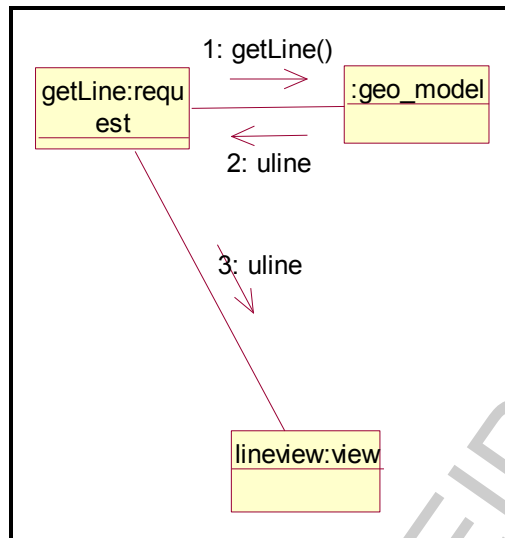 1: getLine()
getLine:requ
est
:geo_model
2: uline
3: uline
lineview:view